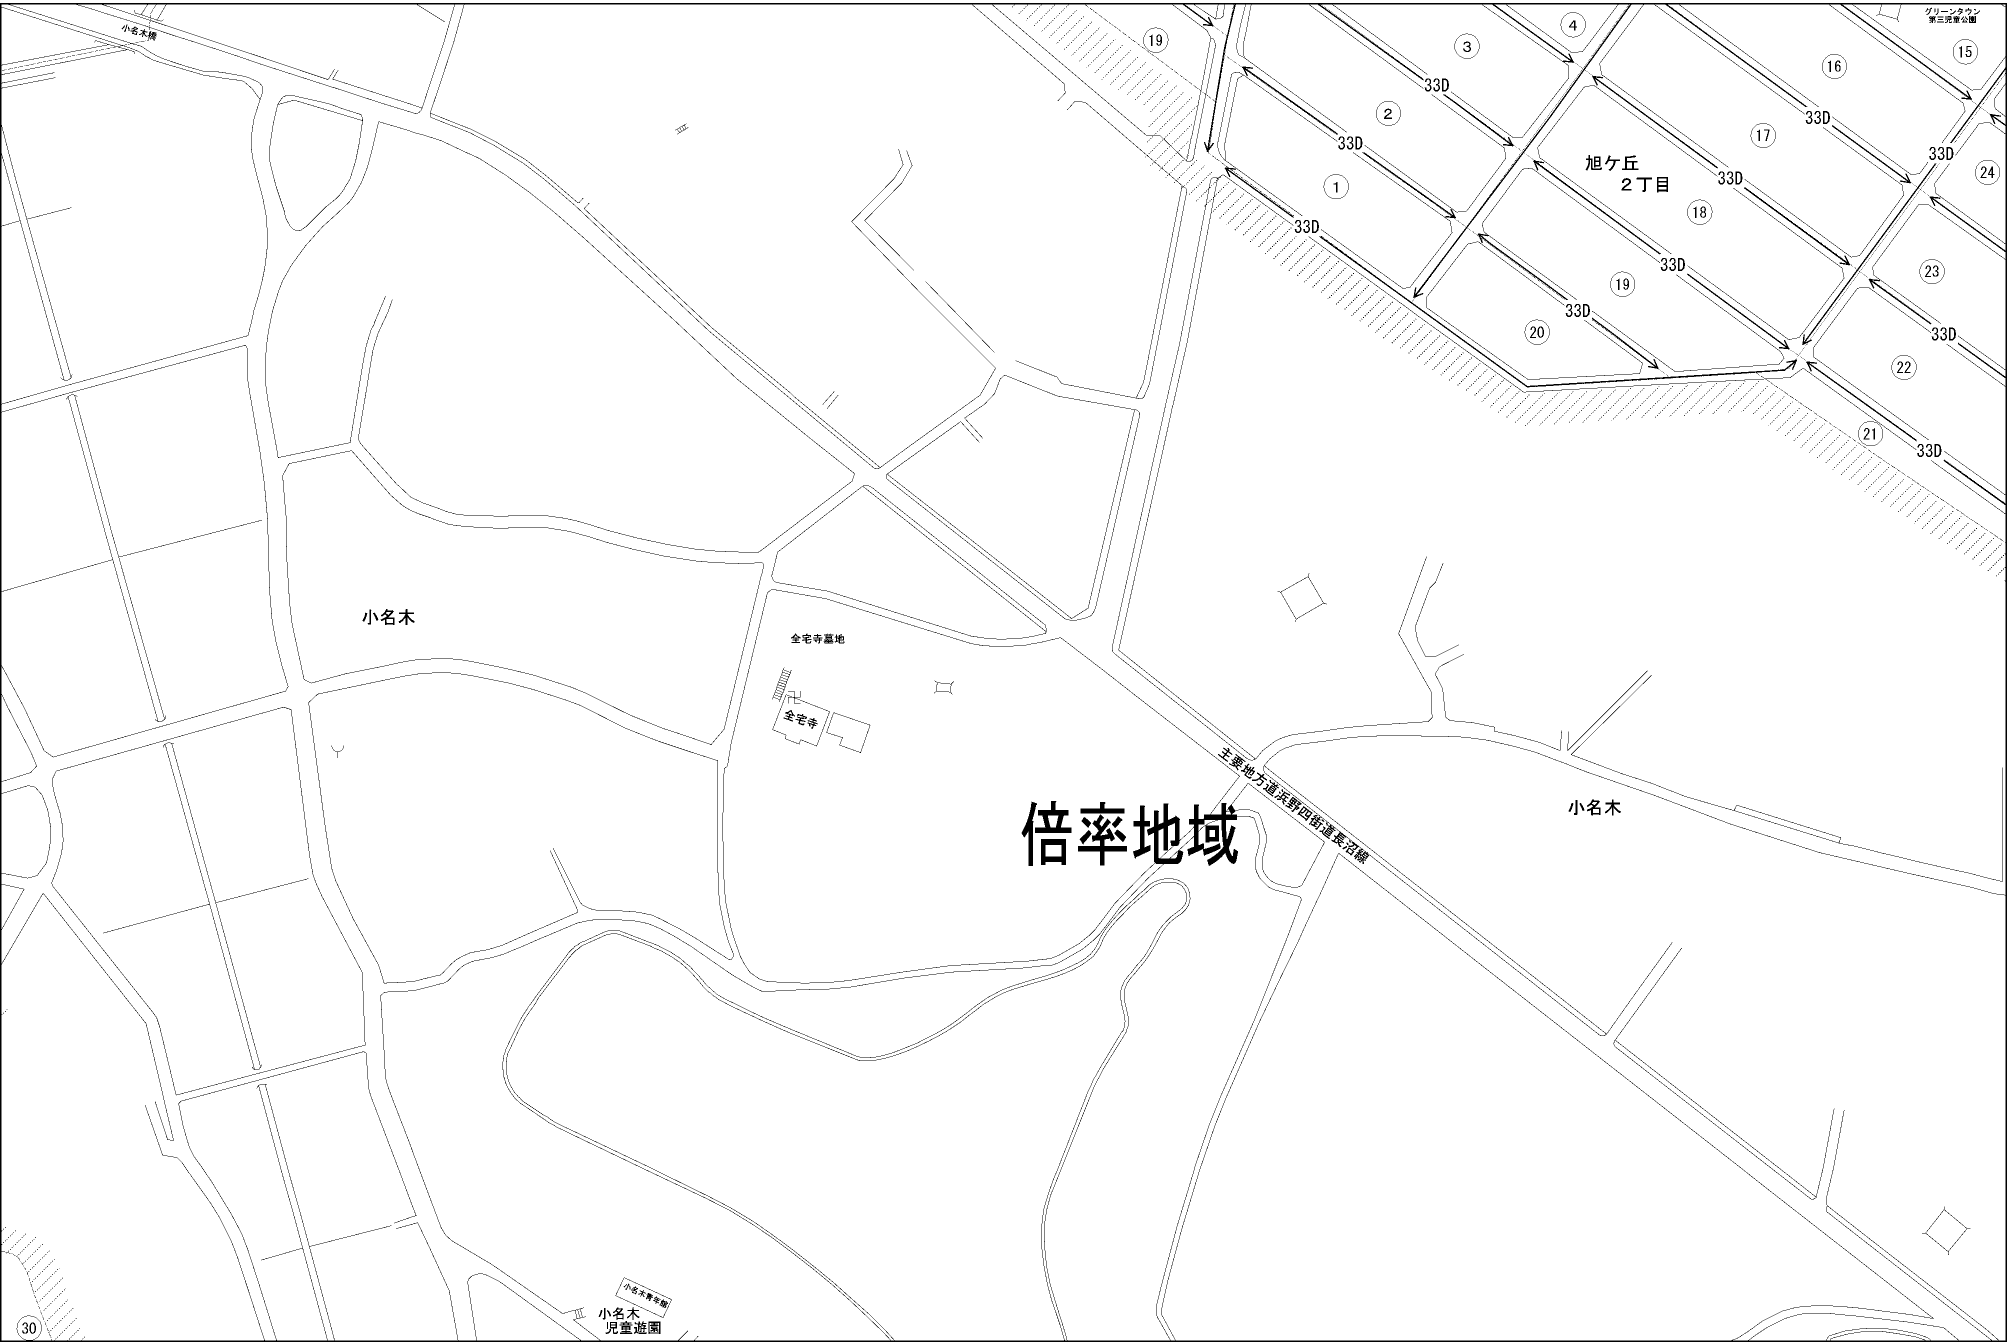 小名木橋
グリーンタウン
第三児童公園
4
15
19
3
16
33D
2
33D
17
33D
33D
旭ケ丘
2丁目
33D
24
1
18
33D
33D
23
19
33D
20
33D
33D
22
21
33D
小名木
全宅寺墓地
全宅寺
主要地方道浜野四街道長沼線
小名木
倍率地域
小名木青年館
小名木
児童遊園
30